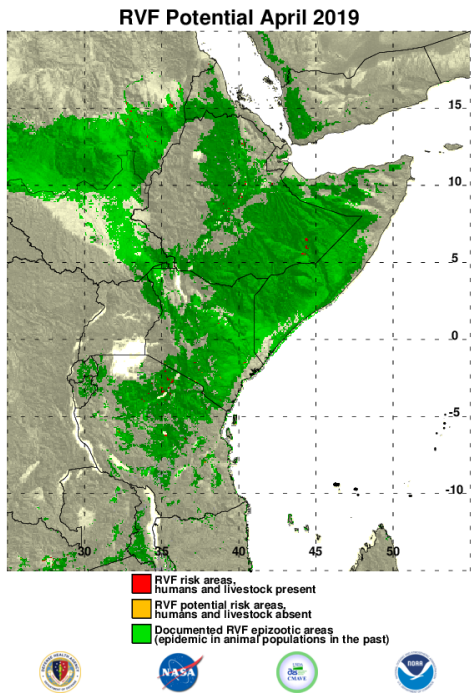 RVF Potential April 2019
15
10
5
0
-5
-10
30
35
40
45
50
RVF risk areas,
humans and livestock present
RVF potential risk areas,
humans and livestock absent
Documented RVF epizootic areas
(epidemic in animal populations in the past)
NASA
CMAVE
NOAA